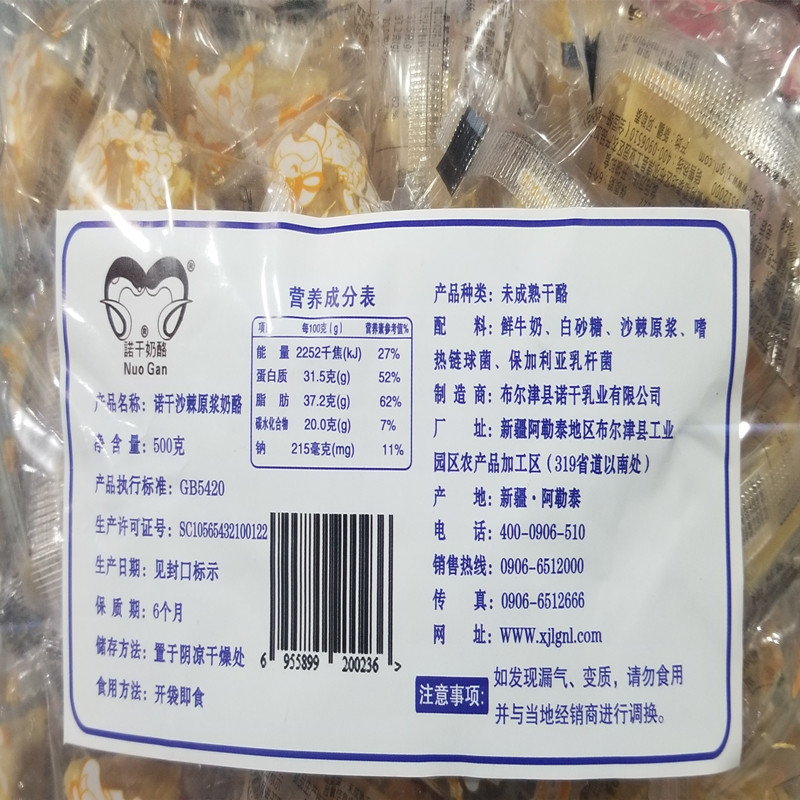 ®
®
諾干奶酪
Nuo Gan
产品名称：诺干沙棘原浆奶酪
净含量：500克
产品执行标准：GB5420
生产许可证号：SC10565432100122
生产日期：见封口标示
保质期：6个月
储存方法：置于阴凉干燥处
食用方法：开袋即食
营养成分表
每100克(g) 营养素参考值%
能量 2252千焦(kJ) 27%
蛋白质 31.5克(g) 52%
脂肪 37.2克(g) 62%
碳水化合物 20.0克(g) 7%
钠 215毫克(mg) 11%
6 955899 200236 >
产品种类：未成熟干酪
配料：鲜牛奶、白砂糖、沙棘原浆、嗜
热链球菌、保加利亚乳杆菌
制造商：布尔津县诺干乳业有限公司
厂址：新疆阿勒泰地区布尔津县工业
园区农产品加工区（319省道以南处）
产地：新疆·阿勒泰
电话：400-0906-510
销售热线：0906-6512000
传真：0906-6512666
网址：WWW.xjlgnl.com
注意事项：如发现漏气、变质，请勿食用
并与当地经销商进行调换。